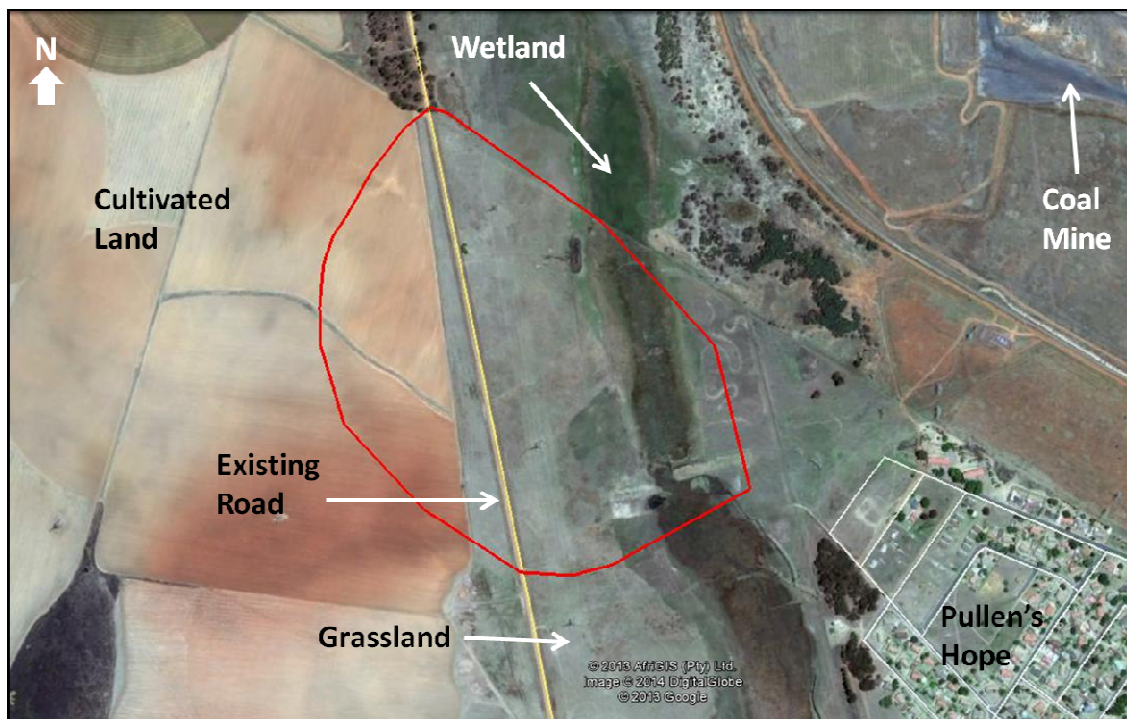 N
Wetland
Cultivated
Land
Coal
Mine
Existing
Road
Grassland
Pullen's
Hope
© 2013 AfriGIS (Pty) Ltd.
Image © 2014 DigitalGlobe
© 2013 Google